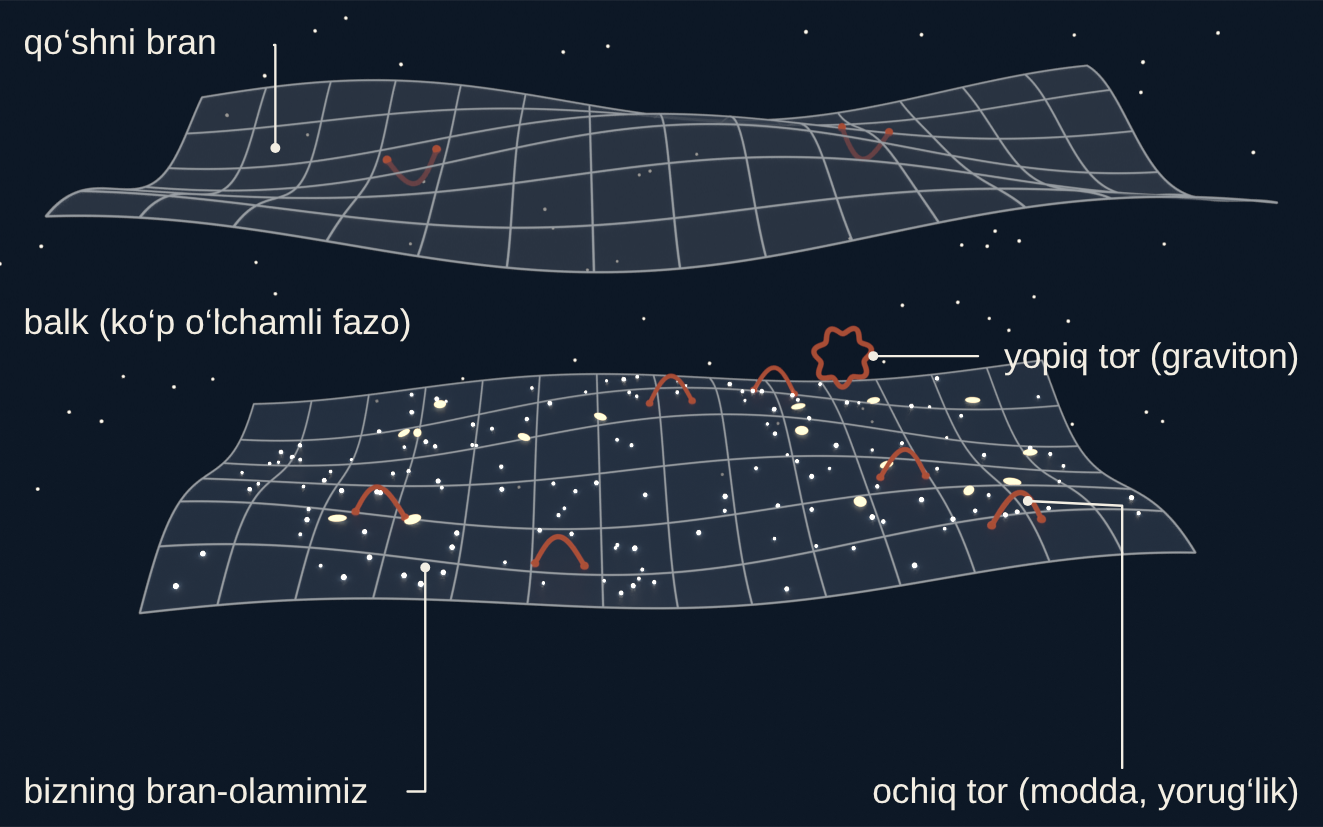 qo‘shni bran
balk (ko‘p o‘lchamli fazo)
yopiq tor (graviton)
bizning bran-olamimiz
ochiq tor (modda, yorug‘lik)